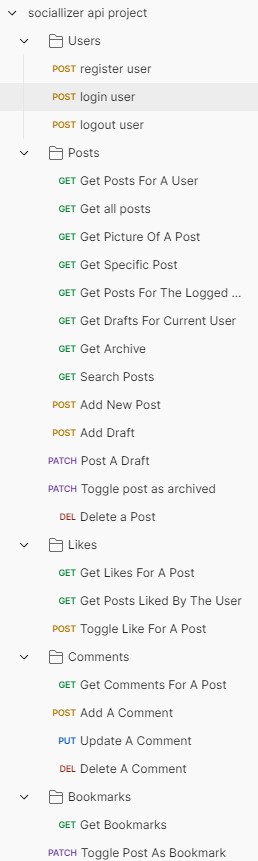 sociallizer api project
Users
POST register user
POST login user
POST logout user
Posts
GET Get Posts For A User
GET Get all posts
GET Get Picture Of A Post
GET Get Specific Post
GET Get Posts For The Logged ...
GET Get Drafts For Current User
GET Get Archive
GET Search Posts
POST Add New Post
POST Add Draft
PATCH Post A Draft
PATCH Toggle post as archived
DEL Delete a Post
Likes
GET Get Likes For A Post
GET Get Posts Liked By The User
POST Toggle Like For A Post
Comments
GET Get Comments For A Post
POST Add A Comment
PUT Update A Comment
DEL Delete A Comment
Bookmarks
GET Get Bookmarks
PATCH Toggle Post As Bookmark